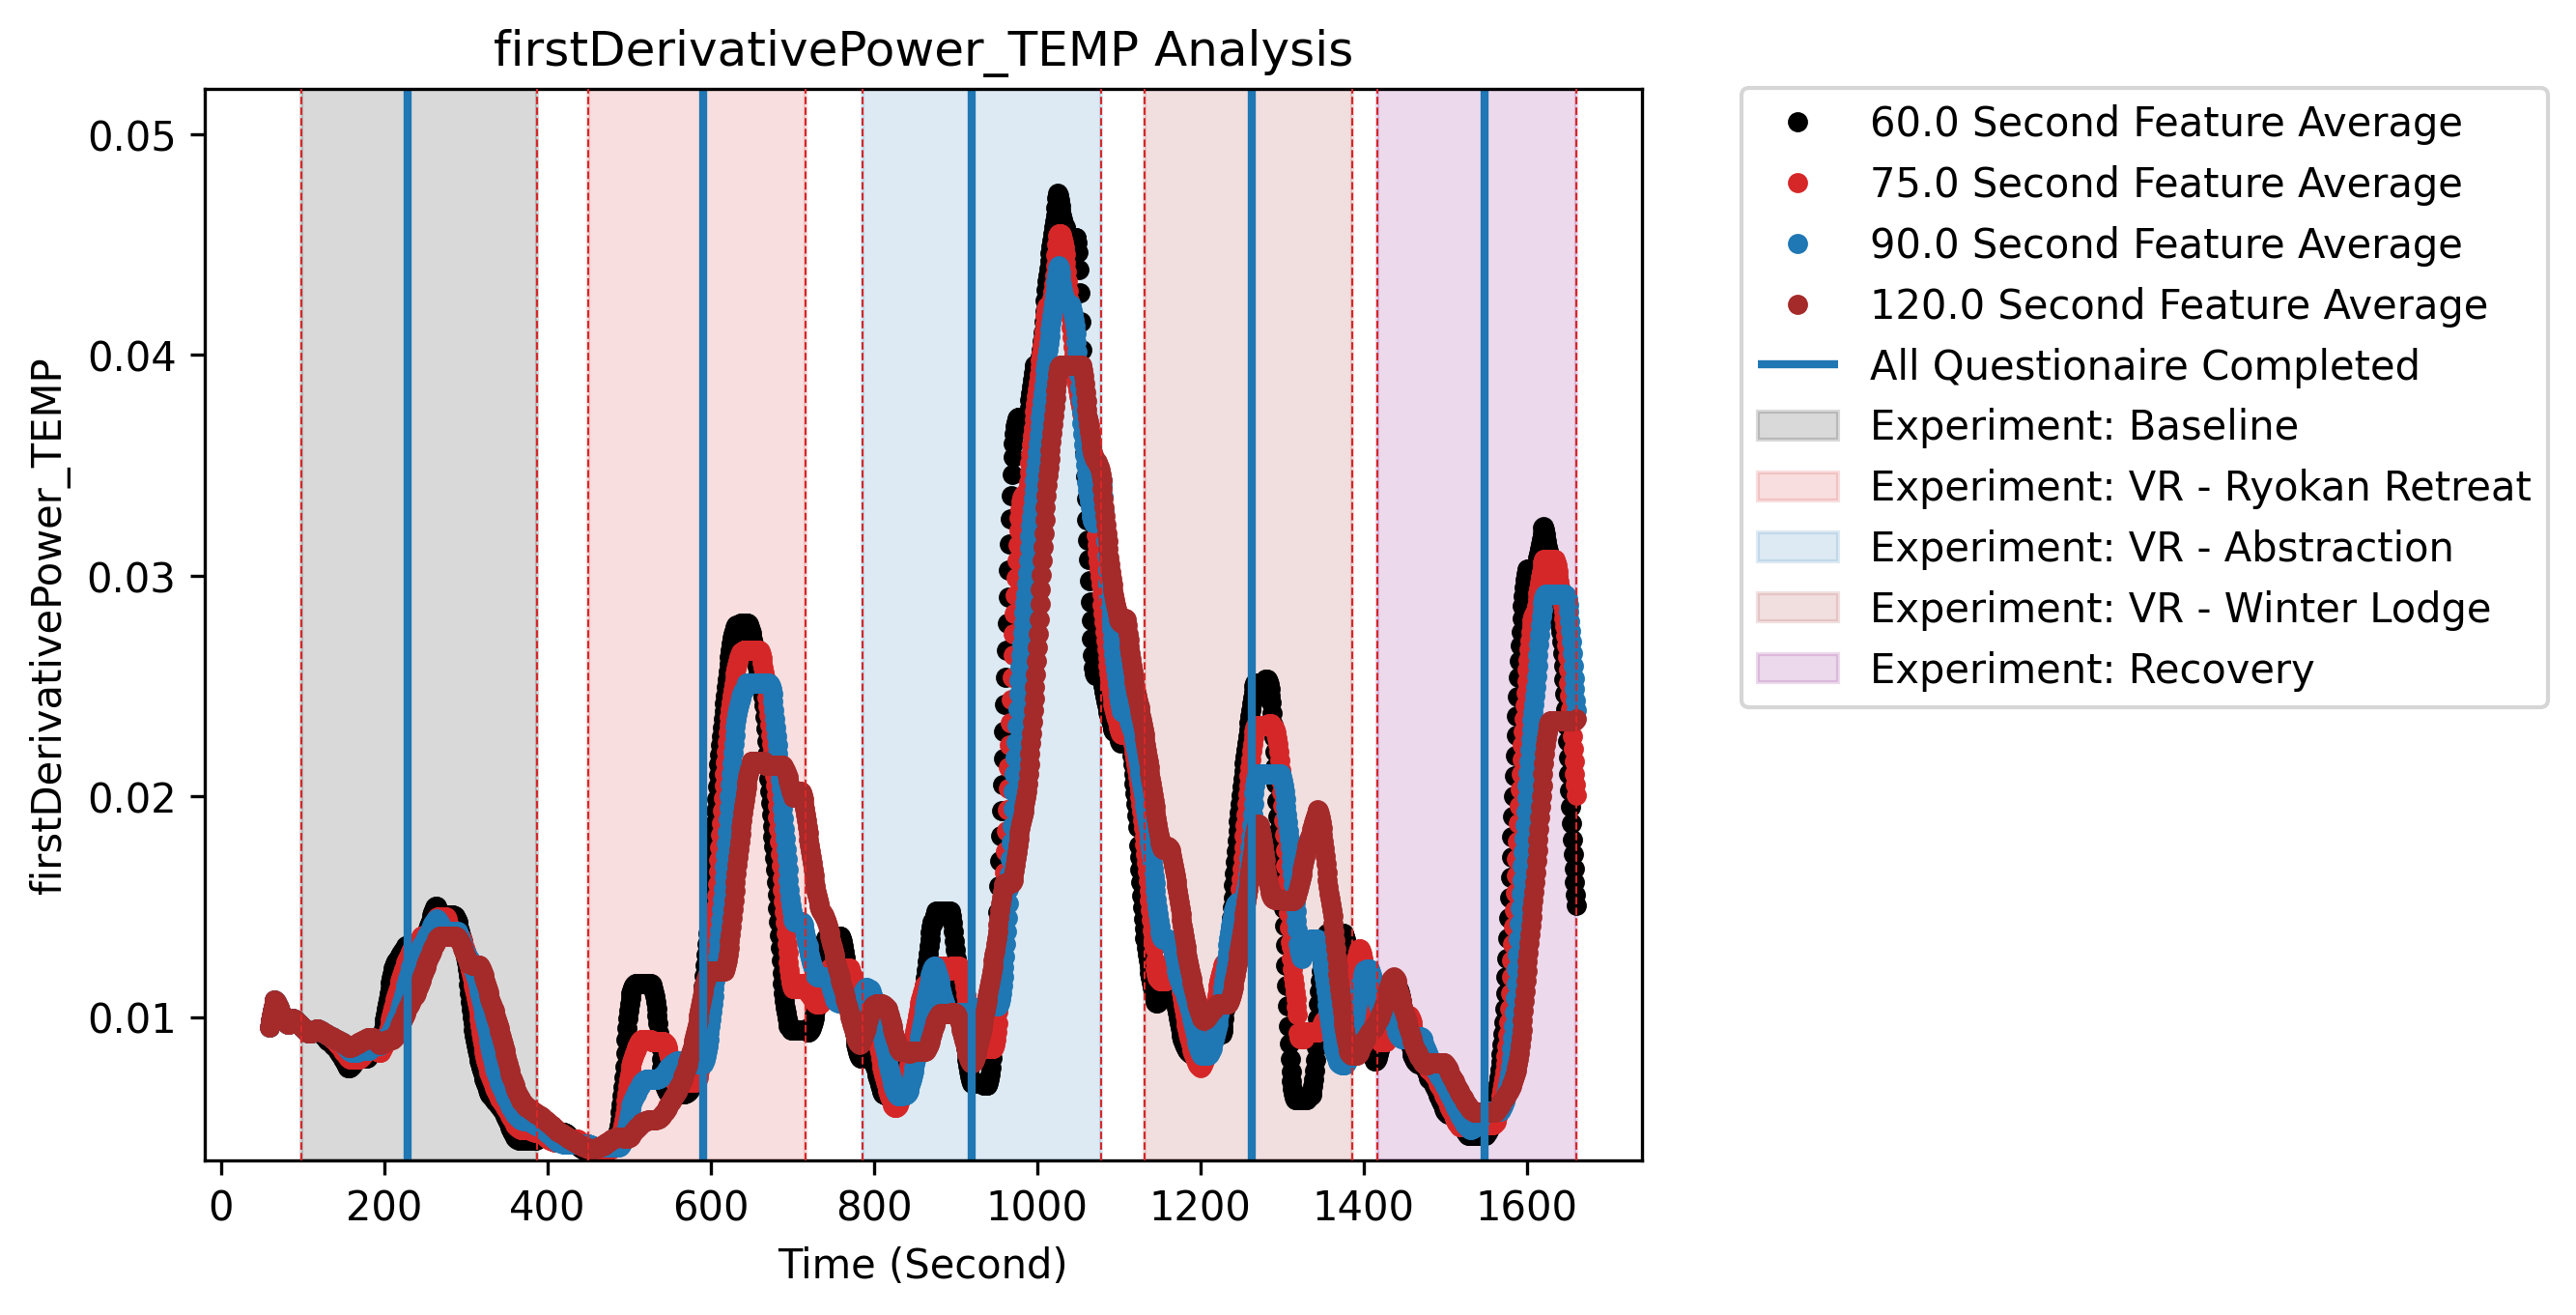 firstDerivativePower_TEMP Analysis
firstDerivativePower_TEMP
0.05
0.04
0.03
0.02
0.01
0 200 400 600 800 1000 1200 1400 1600
Time (Second)
60.0 Second Feature Average
75.0 Second Feature Average
90.0 Second Feature Average
120.0 Second Feature Average
All Questionaire Completed
Experiment: Baseline
Experiment: VR - Ryokan Retreat
Experiment: VR - Abstraction
Experiment: VR - Winter Lodge
Experiment: Recovery